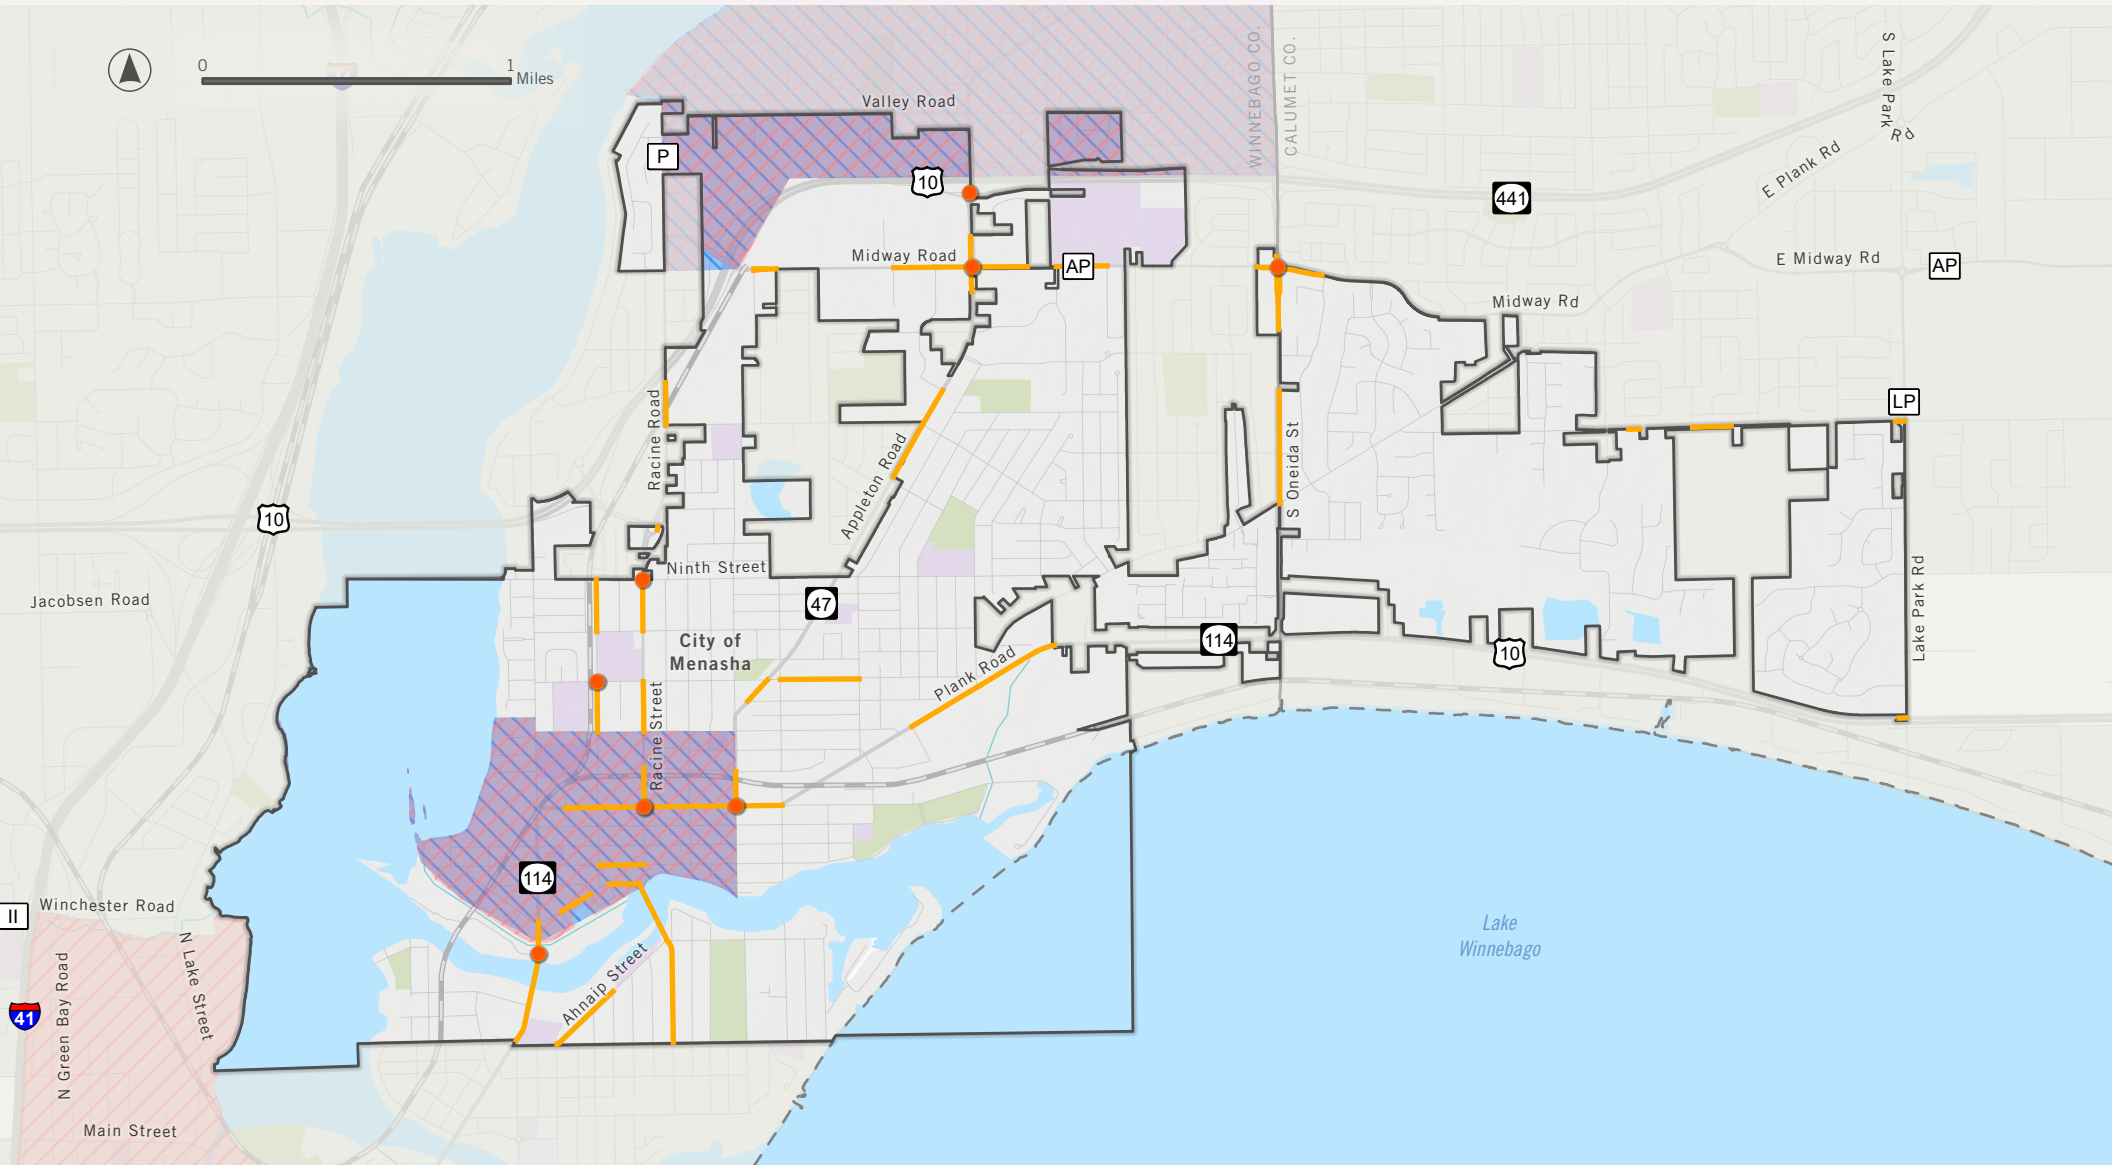 0
1
Miles
Valley Road
WINNEBAGO CO.
CALUMET CO.
S Lake Park
Rd
P
10
441
E Plank Rd
Midway Road
AP
E Midway Rd
AP
Midway Rd
Racine Road
Appleton Road
S Oneida St
LP
10
Ninth Street
Jacobsen Road
47
City of
Menasha
114
10
Lake Park Rd
Plank Road
Racine Street
114
II
Winchester Road
N Lake Street
N Green Bay Road
41
Ahnaip Street
Lake
Winnebago
Main Street